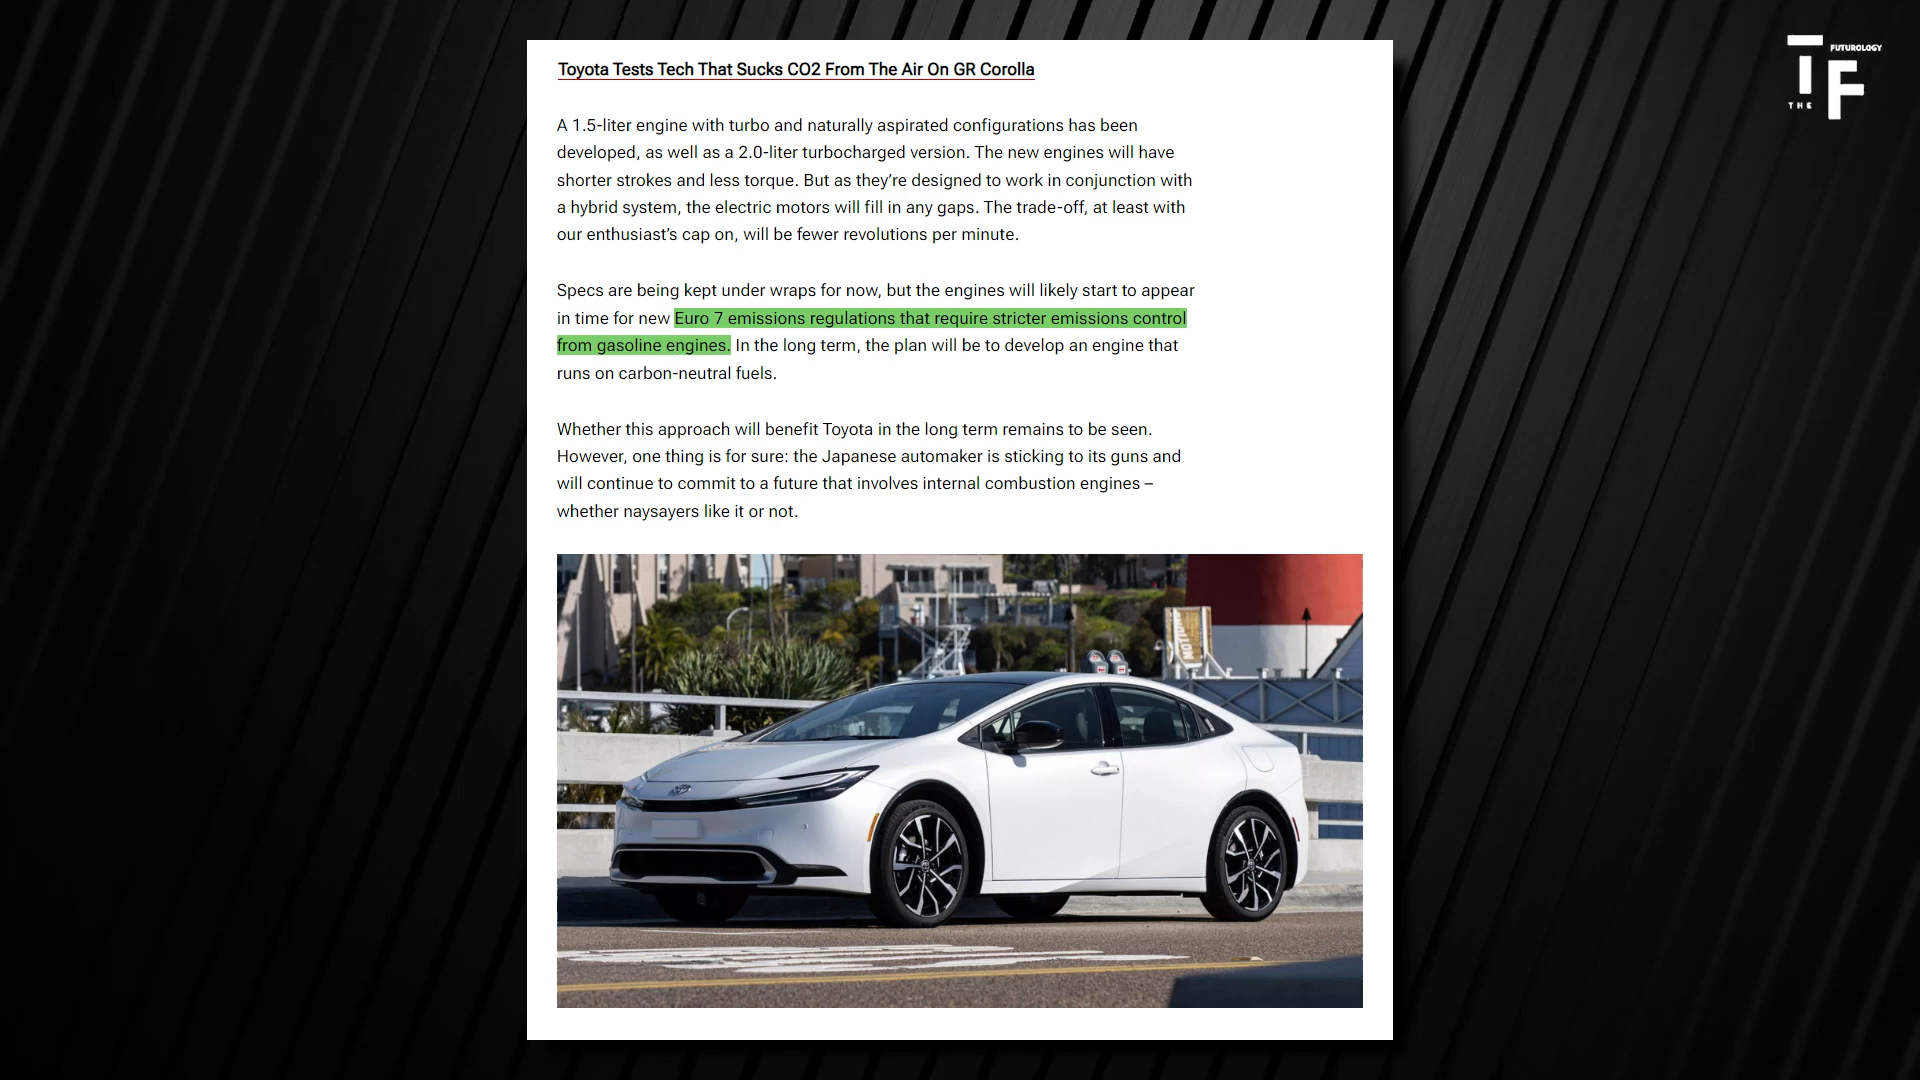 Toyota Tests Tech That Sucks CO2 From The Air On GR Corolla
FUTUROLOGY
TF
THE
A 1.5-liter engine with turbo and naturally aspirated configurations has been
developed, as well as a 2.0-liter turbocharged version. The new engines will have
shorter strokes and less torque. But as they’re designed to work in conjunction with
a hybrid system, the electric motors will fill in any gaps. The trade-off, at least with
our enthusiast’s cap on, will be fewer revolutions per minute.
Specs are being kept under wraps for now, but the engines will likely start to appear
in time for new Euro 7 emissions regulations that require stricter emissions control
from gasoline engines. In the long term, the plan will be to develop an engine that
runs on carbon-neutral fuels.
Whether this approach will benefit Toyota in the long term remains to be seen.
However, one thing is for sure: the Japanese automaker is sticking to its guns and
will continue to commit to a future that involves internal combustion engines –
whether naysayers like it or not.